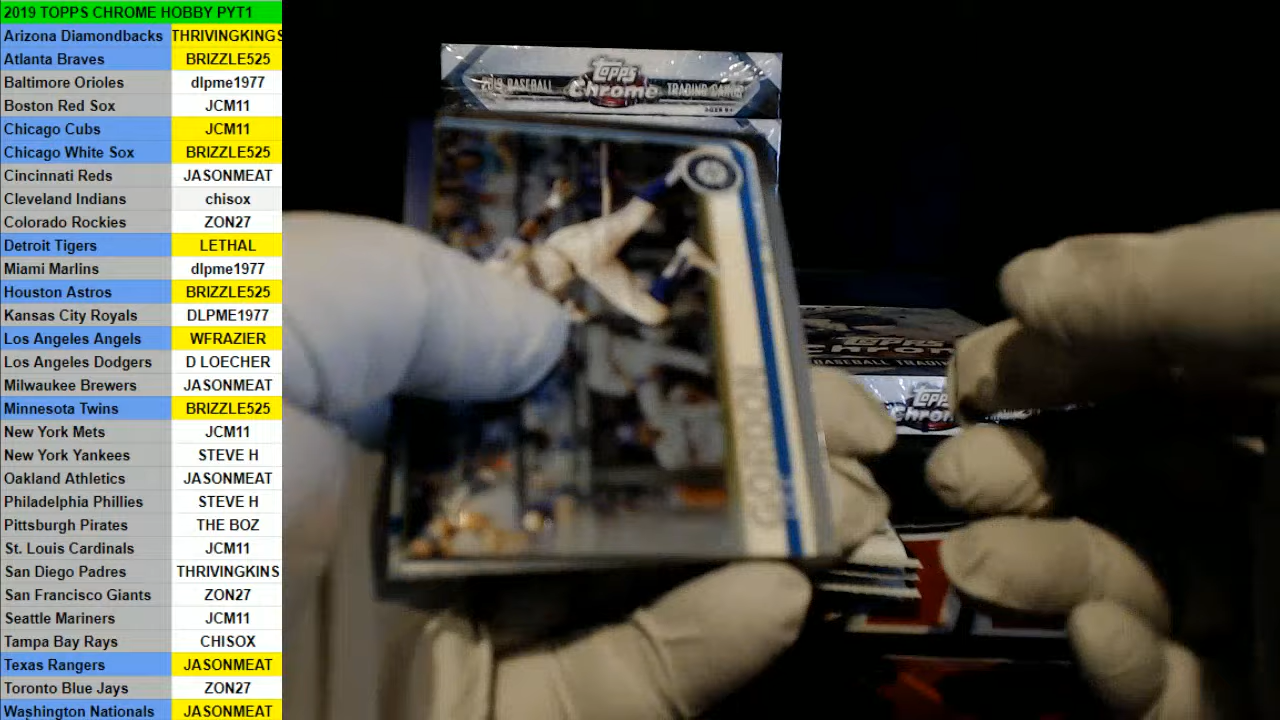 2019 TOPPS CHROME HOBBY PYT1
Arizona Diamondbacks THRIVINGKINGS
Atlanta Braves BRIZZLE525
Baltimore Orioles dlpme1977
Boston Red Sox JCM11
Chicago Cubs JCM11
Chicago White Sox BRIZZLE525
Cincinnati Reds JASONMEAT
Cleveland Indians chisox
Colorado Rockies ZON27
Detroit Tigers LETHAL
Miami Marlins dlpme1977
Houston Astros BRIZZLE525
Kansas City Royals DLPME1977
Los Angeles Angels WFRAZIER
Los Angeles Dodgers D LOECHER
Milwaukee Brewers JASONMEAT
Minnesota Twins BRIZZLE525
New York Mets JCM11
New York Yankees STEVE H
Oakland Athletics JASONMEAT
Philadelphia Phillies STEVE H
Pittsburgh Pirates THE BOZ
St. Louis Cardinals JCM11
San Diego Padres THRIVINGKINS
San Francisco Giants ZON27
Seattle Mariners JCM11
Tampa Bay Rays CHISOX
Texas Rangers JASONMEAT
Toronto Blue Jays ZON27
Washington Nationals JASONMEAT
Topps
2019 BASEBALL Chrome TRADING CARDS
GORDON
Topps
CHROME
BASEBALL TRADING
Topps
Chrome